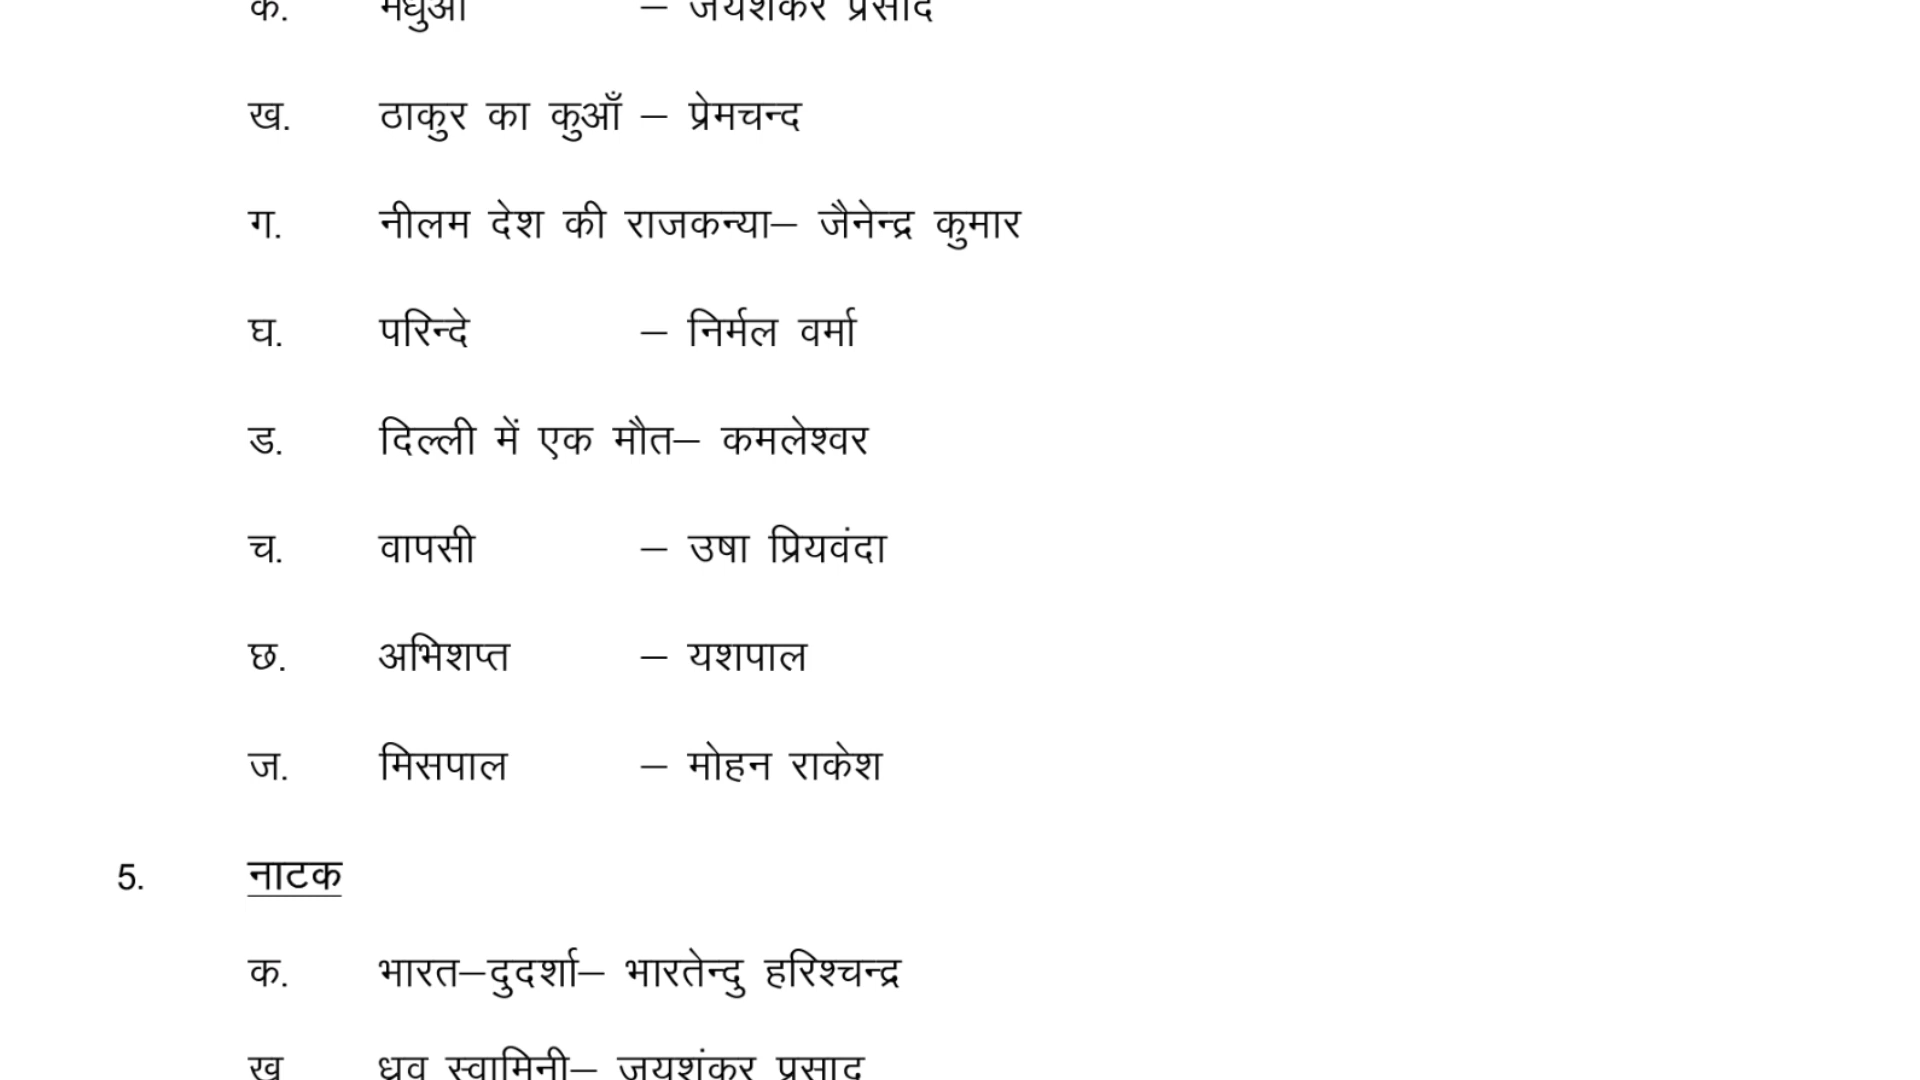 क. मधुआ – जयशंकर प्रसाद
ख. ठाकुर का कुआँ – प्रेमचन्द
ग. नीलम देश की राजकन्या– जैनेन्द्र कुमार
घ. परिन्दे – निर्मल वर्मा
ड. दिल्ली में एक मौत– कमलेश्वर
च. वापसी – उषा प्रियवंदा
छ. अभिशप्त – यशपाल
ज. मिसपाल – मोहन राकेश
5. नाटक
क. भारत–दुदर्शा– भारतेन्दु हरिश्चन्द्र
ख ध्रुव स्वामिनी– जयशंकर प्रसाद